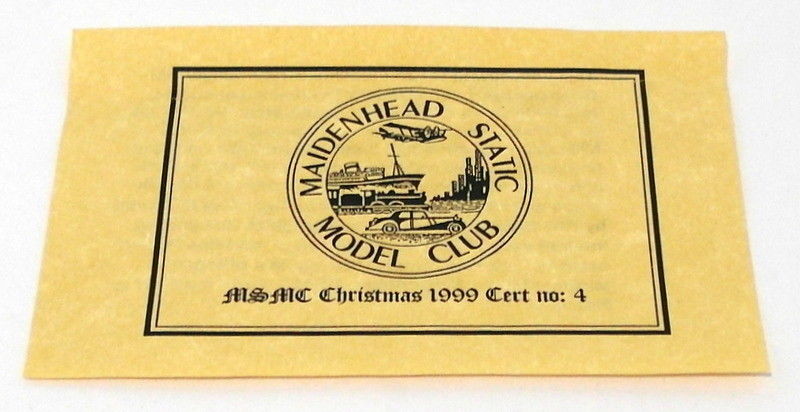 MAIDENHEAD STATIC
MODEL CLUB
MSMC Christmas 1999 Cert no: 4